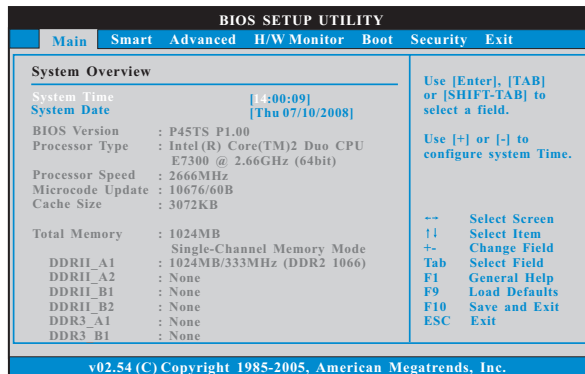 BIOS SETUP UTILITY
Main Smart Advanced H/W Monitor Boot Security Exit
System Overview
System Time [14:00:09]
System Date [Thu 07/10/2008]
BIOS Version : P45TS P1.00
Processor Type : Intel (R) Core(TM)2 Duo CPU
E7300 @ 2.66GHz (64bit)
Processor Speed : 2666MHz
Microcode Update : 10676/60B
Cache Size : 3072KB
Total Memory : 1024MB
Single-Channel Memory Mode
DDRII_A1 : 1024MB/333MHz (DDR2 1066)
DDRII_A2 : None
DDRII_B1 : None
DDRII_B2 : None
DDR3_A1 : None
DDR3_B1 : None
Use [Enter], [TAB]
or [SHIFT-TAB] to
select a field.
Use [+] or [-] to
configure system Time.
←→ Select Screen
↑↓ Select Item
+- Change Field
Tab Select Field
F1 General Help
F9 Load Defaults
F10 Save and Exit
ESC Exit
v02.54 (C) Copyright 1985-2005, American Megatrends, Inc.